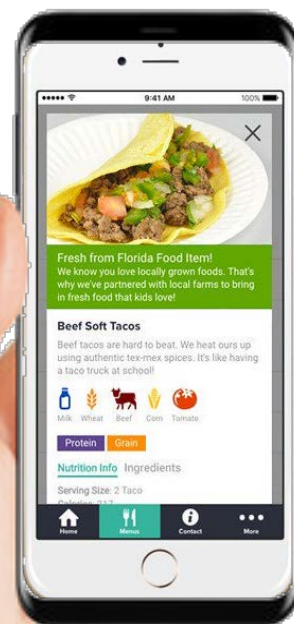 9:41 AM
100%
Fresh from Florida Food Item!
We know you love locally grown foods. That's
why we've partnered with local farms to bring
in fresh food that kids love!
Beef Soft Tacos
Beef tacos are hard to beat. We heat ours up
using authentic tex-mex spices. It's like having
a taco truck at school!
Milk Wheat Beef Corn Tomato
Protein Grain
Nutrition Info Ingredients
Serving Size: 2 Taco
Calories: 217
Home Menus Contact More